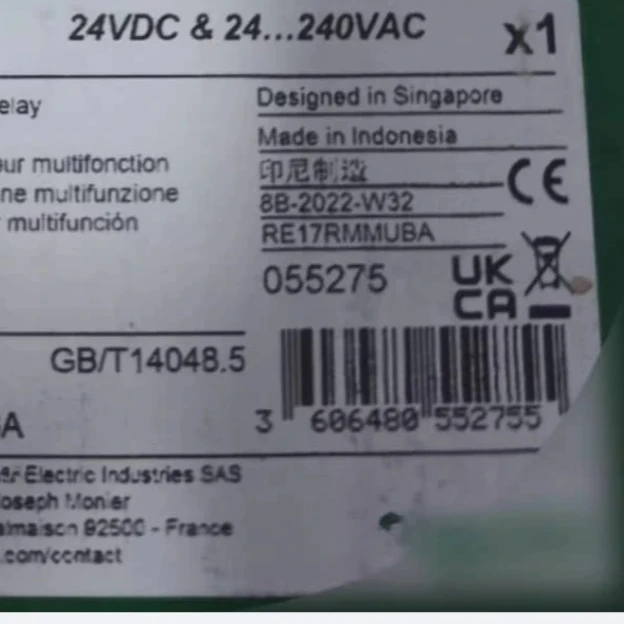 24VDC & 24...240VAC x1
elay
Designed in Singapore
Made in Indonesia
ur multifonction
印尼制造
ne multifunzione
8B-2022-W32
multifunción
RE17RMMUBA
055275
CE
UK
CA
GB/T14048.5
3 606480 552755
A
Electric Industries SAS
oseph Monier
almaison 92500 - France
.com/contact